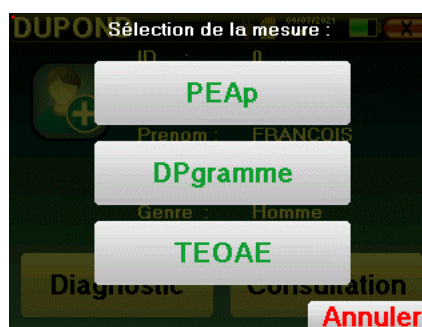 DUPOND
09/07/2021
Sélection de la mesure :
ID : 0
PEAp
Prenom : FRANCOIS
DPgramme
Genre : Homme
TEOAE
Diagnostic
Consultation
Annuler